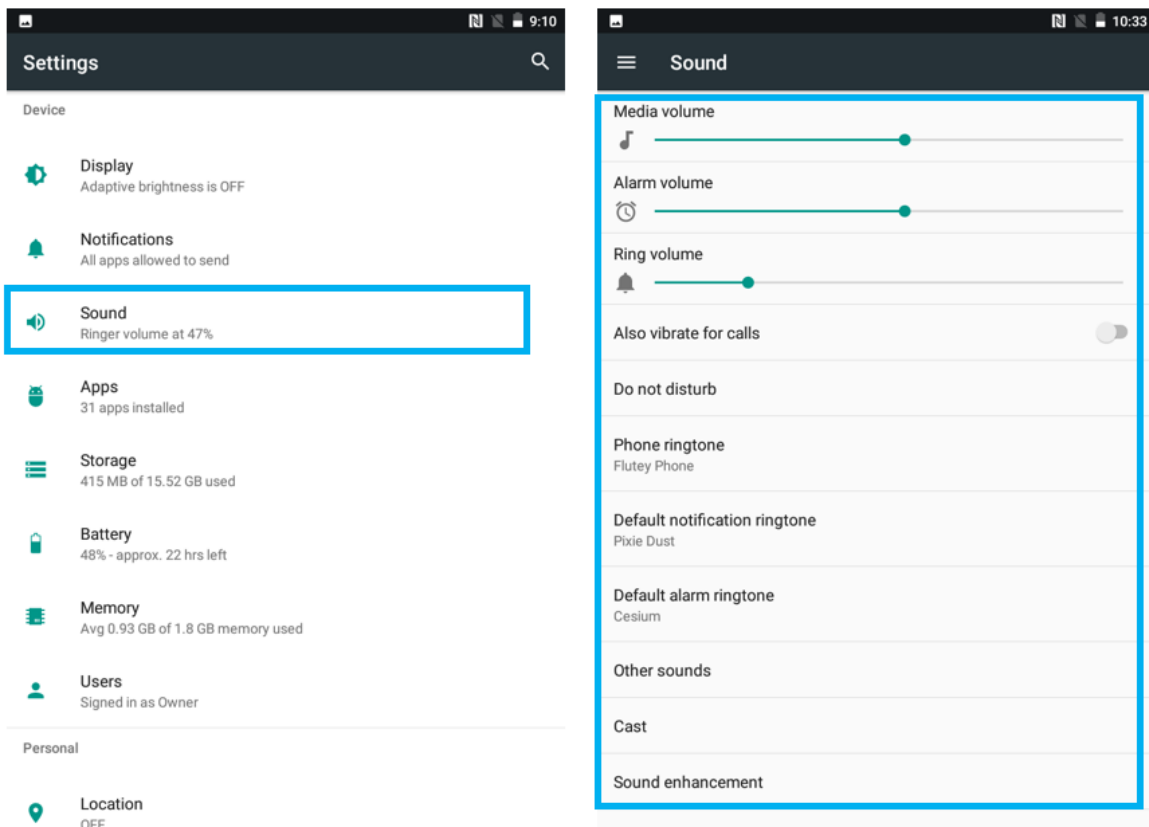 9:10
Settings
Device
Display
Adaptive brightness is OFF
Notifications
All apps allowed to send
Sound
Ringer volume at 47%
Apps
31 apps installed
Storage
415 MB of 15.52 GB used
Battery
48% - approx. 22 hrs left
Memory
Avg 0.93 GB of 1.8 GB memory used
Users
Signed in as Owner
Personal
Location
OFF
10:33
Sound
Media volume
Alarm volume
Ring volume
Also vibrate for calls
Do not disturb
Phone ringtone
Flutey Phone
Default notification ringtone
Pixie Dust
Default alarm ringtone
Cesium
Other sounds
Cast
Sound enhancement